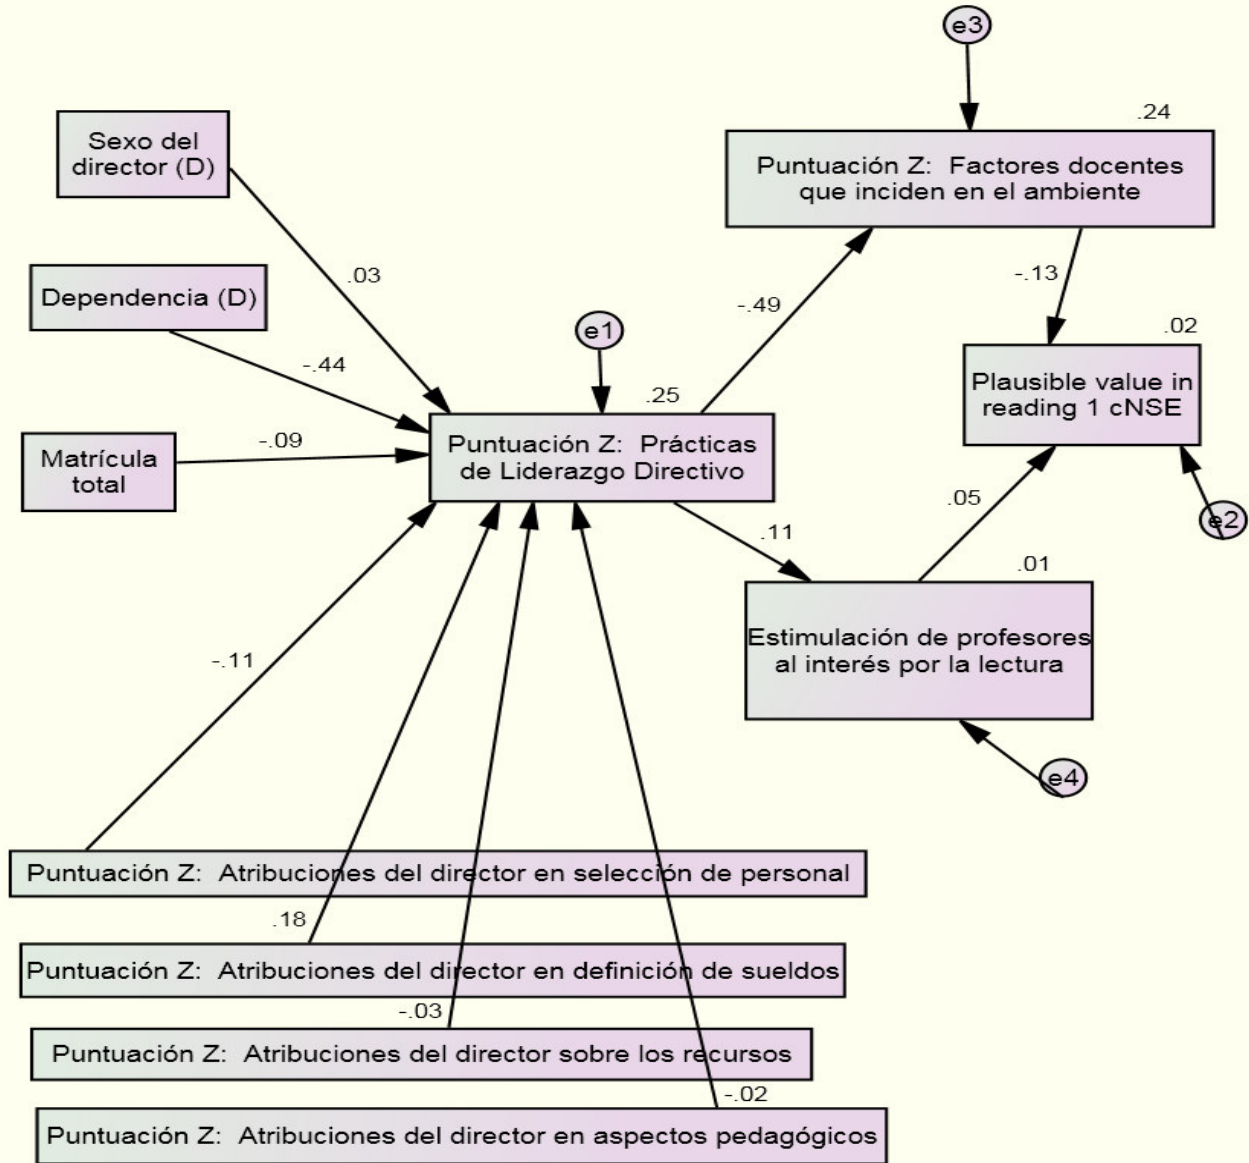 e3
.24
Sexo del
director (D)
Puntuación Z:  Factores docentes
que inciden en el ambiente
.03
-.13
Dependencia (D)
-.49
.02
e1
-.44
Plausible value in
reading 1 cNSE
.25
-.09
Matrícula
total
Puntuación Z:  Prácticas
de Liderazgo Directivo
.05
e2
.11
.01
Estimulación de profesores
al interés por la lectura
-.11
e4
Puntuación Z:  Atribuciones del director en selección de personal
.18
Puntuación Z:  Atribuciones del director en definición de sueldos
-.03
Puntuación Z:  Atribuciones del director sobre los recursos
-.02
Puntuación Z:  Atribuciones del director en aspectos pedagógicos